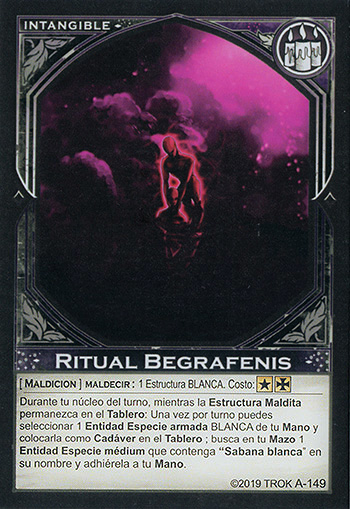 INTANGIBLE
RITUAL BEGRAFENIS
[ MALDICION ] MALDECIR : 1 Estructura BLANCA. Costo:
Durante tu núcleo del turno, mientras la Estructura Maldita
permanezca en el Tablero: Una vez por turno puedes
seleccionar 1 Entidad Especie armada BLANCA de tu Mano y
colocarla como Cadáver en el Tablero ; busca en tu Mazo 1
Entidad Especie médium que contenga “Sabana blanca” en
su nombre y adhiérela a tu Mano.
©2019 TROK A-149